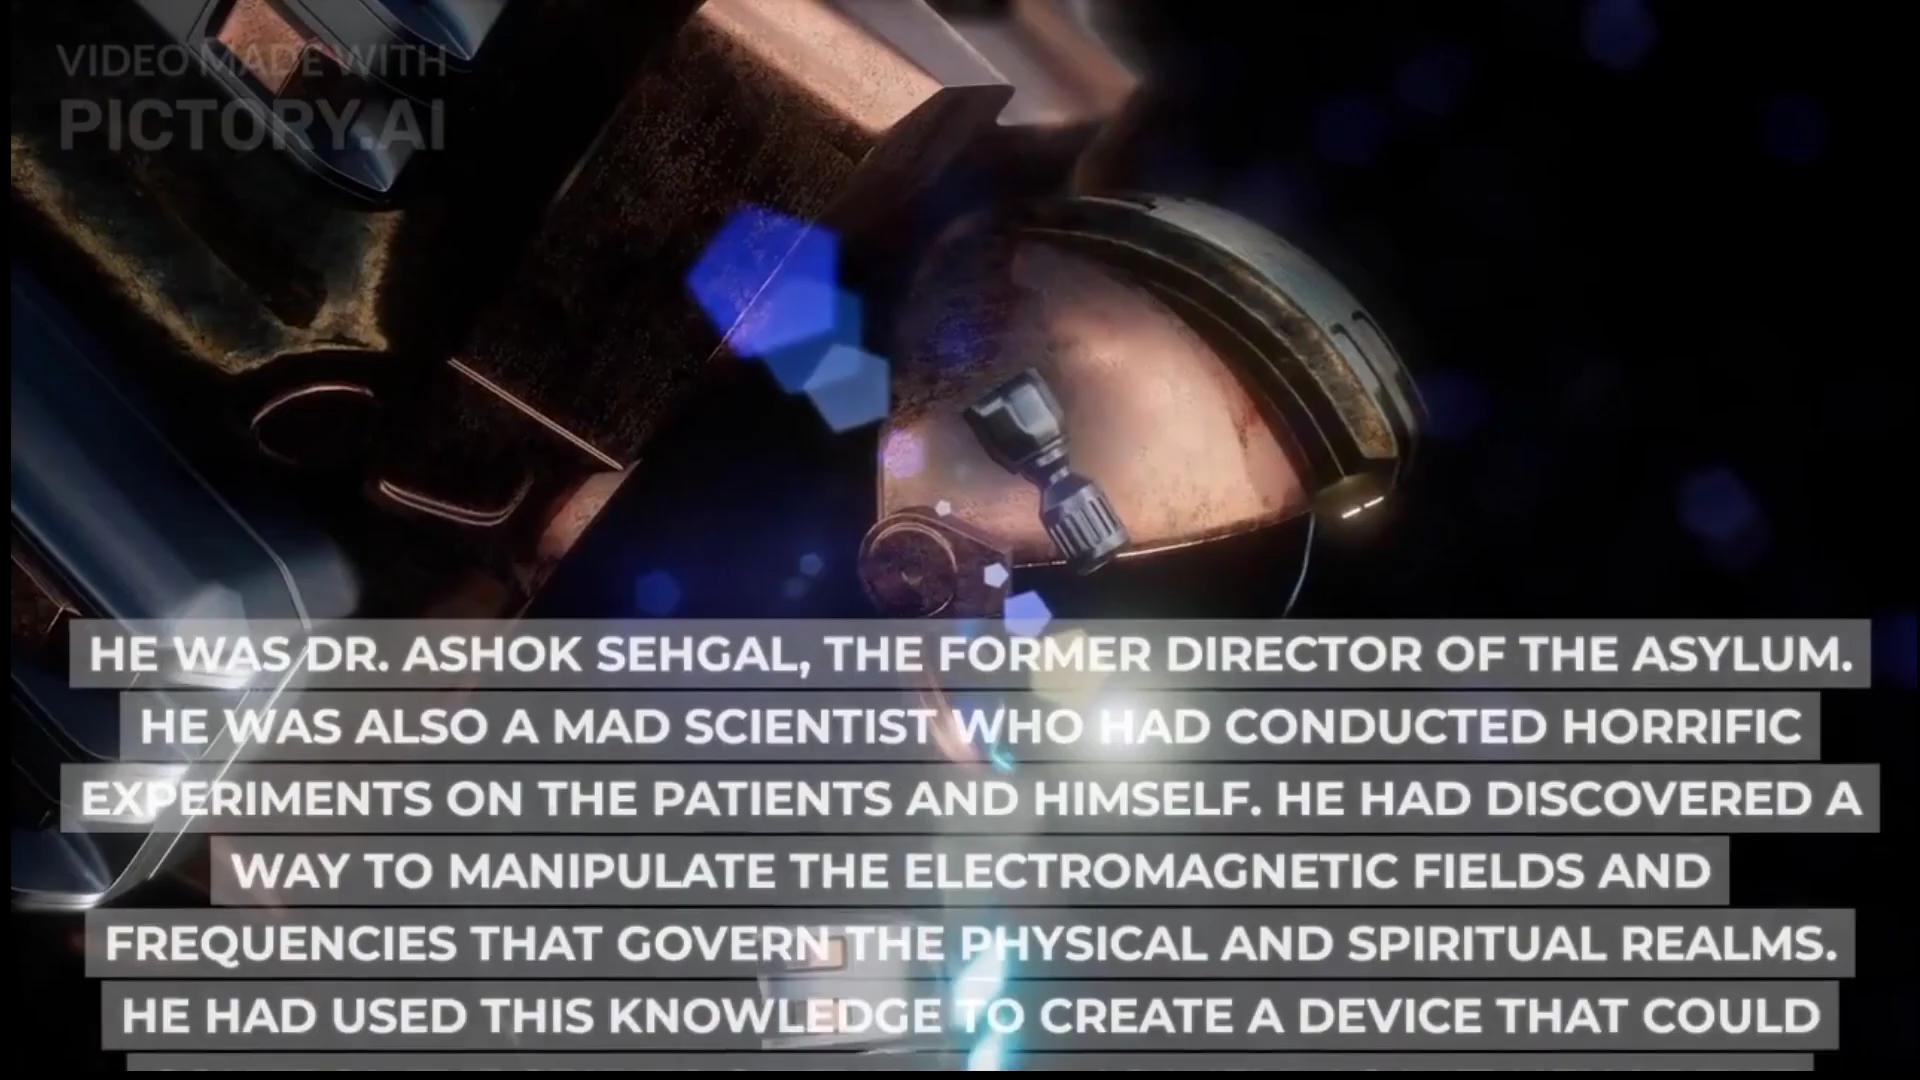 VIDEO MADE WITH
PICTORY.AI
HE WAS DR. ASHOK SEHGAL, THE FORMER DIRECTOR OF THE ASYLUM.
HE WAS ALSO A MAD SCIENTIST WHO HAD CONDUCTED HORRIFIC
EXPERIMENTS ON THE PATIENTS AND HIMSELF. HE HAD DISCOVERED A
WAY TO MANIPULATE THE ELECTROMAGNETIC FIELDS AND
FREQUENCIES THAT GOVERN THE PHYSICAL AND SPIRITUAL REALMS.
HE HAD USED THIS KNOWLEDGE TO CREATE A DEVICE THAT COULD